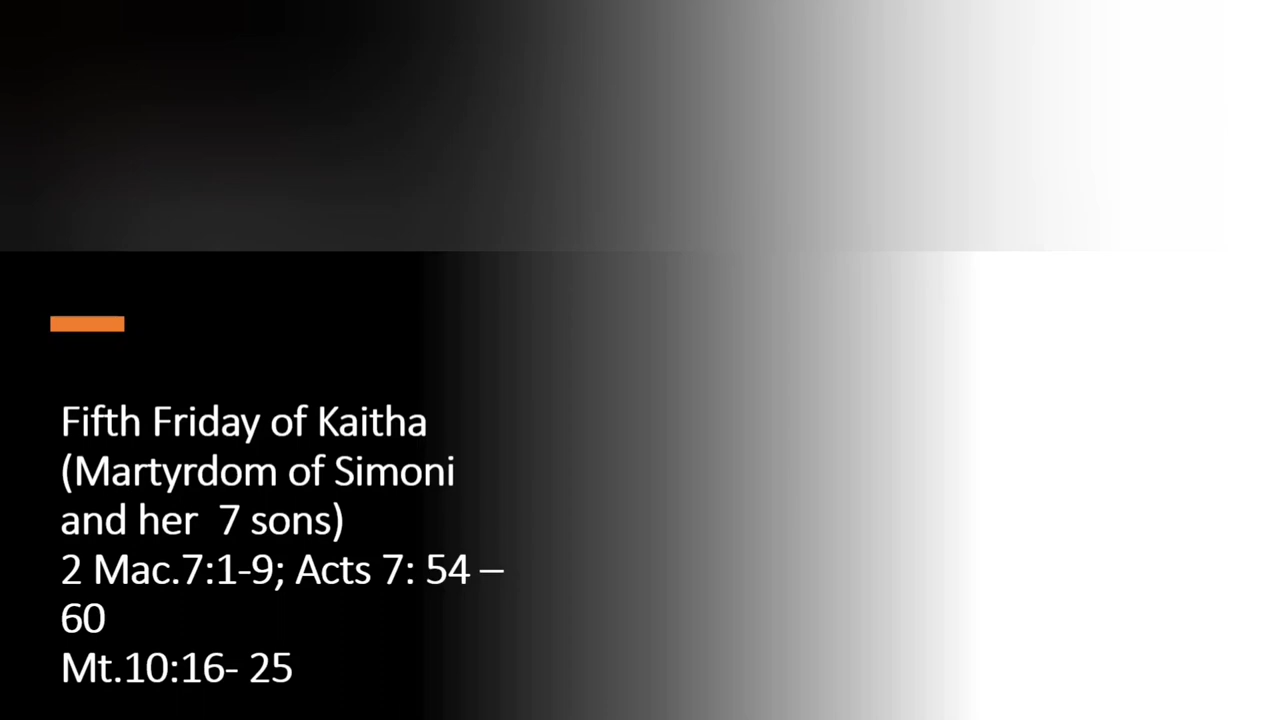 Fifth Friday of Kaitha
(Martyrdom of Simoni
and her  7 sons)
2 Mac.7:1-9; Acts 7: 54 –
60
Mt.10:16- 25